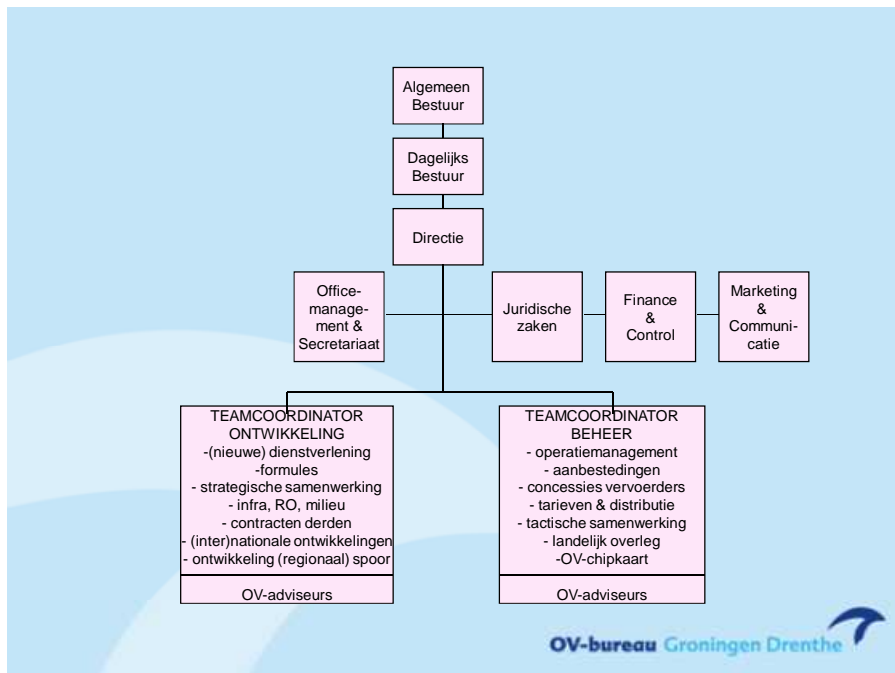 Algemeen
Bestuur
Dagelijks
Bestuur
Directie
Office-
manage-
ment &
Secretariaat
Juridische
zaken
Finance
&
Control
Marketing
&
Communi-
catie
TEAMCOORDINATOR
ONTWIKKELING
-(nieuwe) dienstverlening
-formules
- strategische samenwerking
- infra, RO, milieu
- contracten derden
- (inter)nationale ontwikkelingen
- ontwikkeling (regionaal) spoor
OV-adviseurs
TEAMCOORDINATOR
BEHEER
- operatiemanagement
- aanbestedingen
- concessies vervoerders
- tarieven & distributie
- tactische samenwerking
- landelijk overleg
-OV-chipkaart
OV-adviseurs
OV-bureau Groningen Drenthe